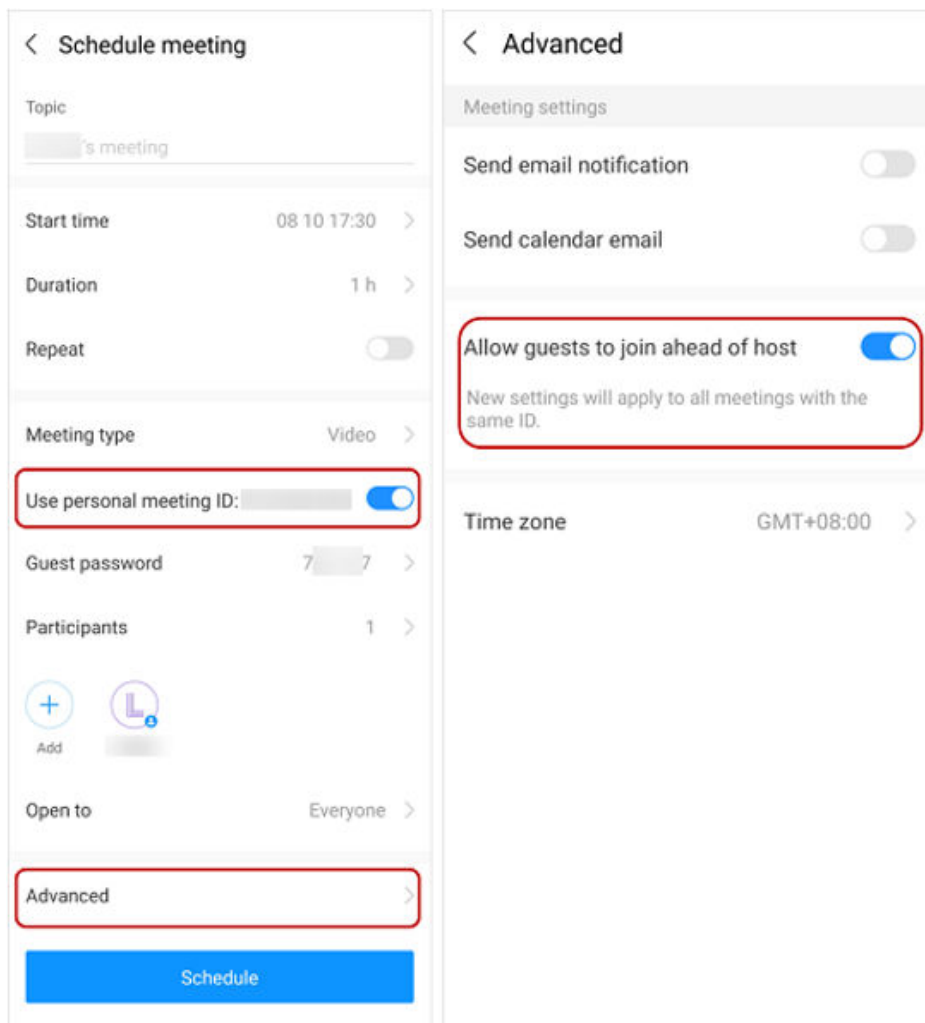 Schedule meeting
Topic
's meeting
Start time 08 10 17:30
Duration 1 h
Repeat
Meeting type Video
Use personal meeting ID:
Guest password 7 7
Participants 1
L
Add
Open to Everyone
Advanced
Schedule
Advanced
Meeting settings
Send email notification
Send calendar email
Allow guests to join ahead of host
New settings will apply to all meetings with the
same ID.
Time zone GMT+08:00